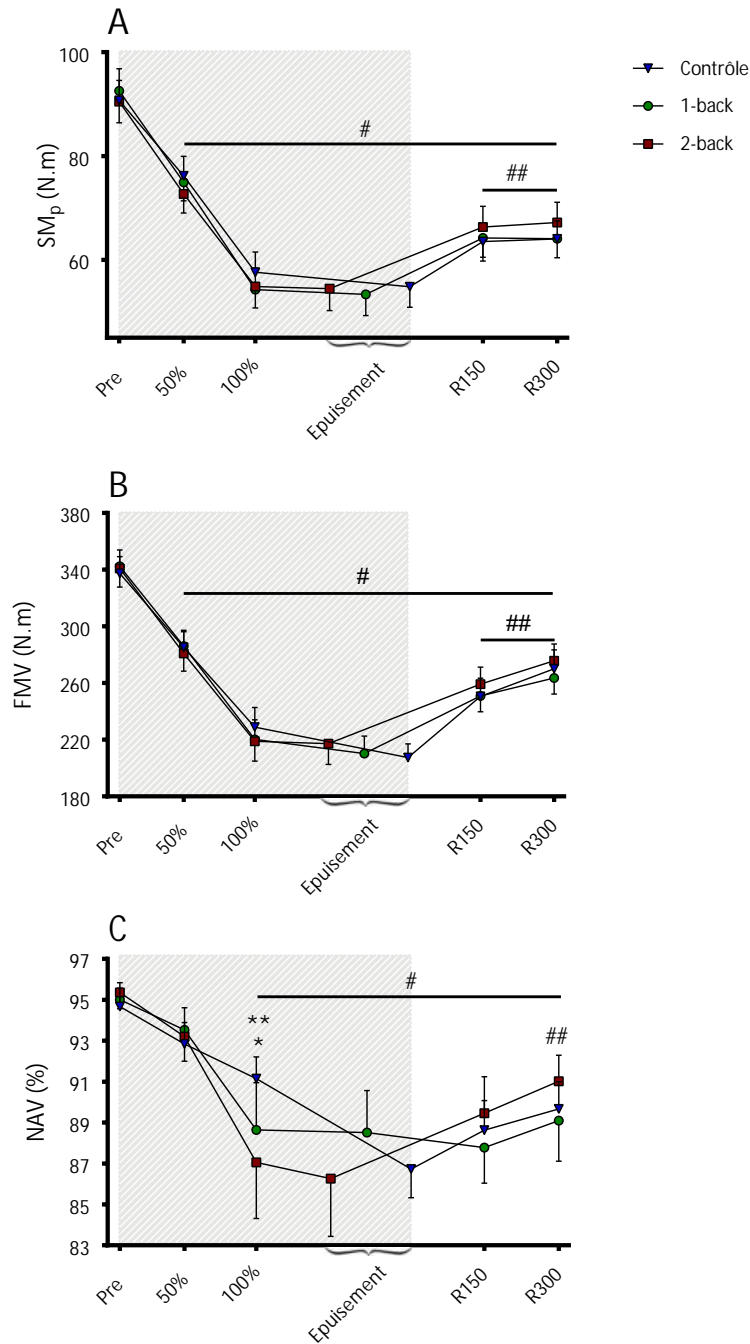 A
100
80
60
SMp (N.m)
#
##
Pre
50%
100%
Epuisement
R150
R300
Contrôle
1-back
2-back
B
380
340
300
260
220
180
FMV (N.m)
#
##
Pre
50%
100%
Epuisement
R150
R300
C
97
95
93
91
89
87
85
83
NAV (%)
#
**
*
##
Pre
50%
100%
Epuisement
R150
R300